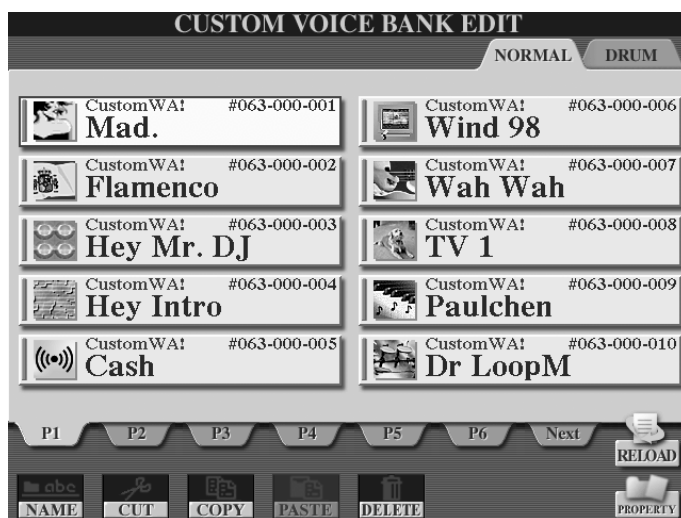 CUSTOM VOICE BANK EDIT
NORMAL DRUM
CustomWA! #063-000-001
Mad.
CustomWA! #063-000-002
Flamenco
CustomWA! #063-000-003
Hey Mr. DJ
CustomWA! #063-000-004
Hey Intro
CustomWA! #063-000-005
Cash
CustomWA! #063-000-006
Wind 98
CustomWA! #063-000-007
Wah Wah
CustomWA! #063-000-008
TV 1
CustomWA! #063-000-009
Paulchen
CustomWA! #063-000-010
Dr LoopM
P1 P2 P3 P4 P5 P6 Next
RELOAD
abc
NAME CUT COPY PASTE DELETE PROPERTY